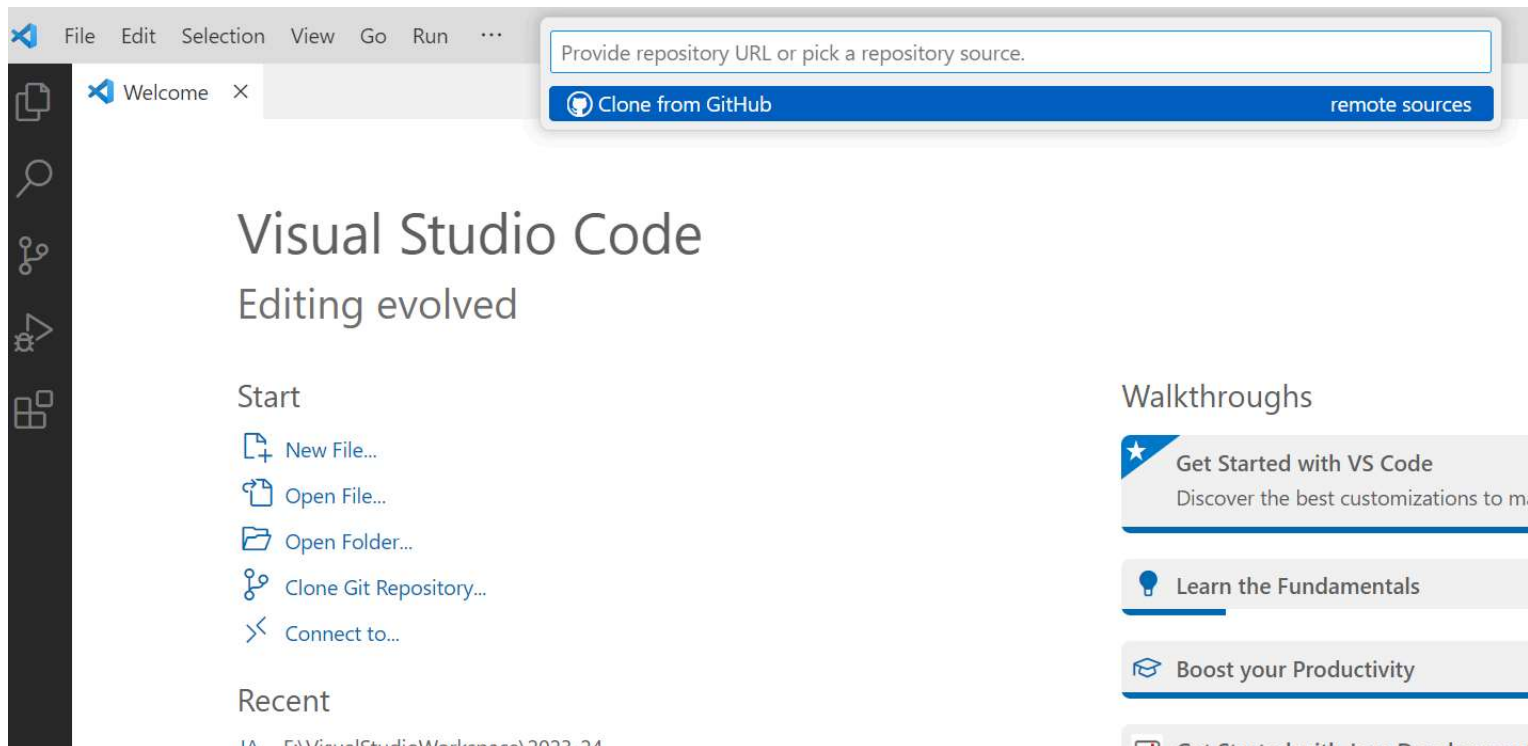 File Edit Selection View Go Run ···
Provide repository URL or pick a repository source.
Clone from GitHub remote sources
Welcome
Visual Studio Code
Editing evolved
Start
New File...
Open File...
Open Folder...
Clone Git Repository...
Connect to...
Recent
Walkthroughs
Get Started with VS Code
Discover the best customizations to
Learn the Fundamentals
Boost your Productivity